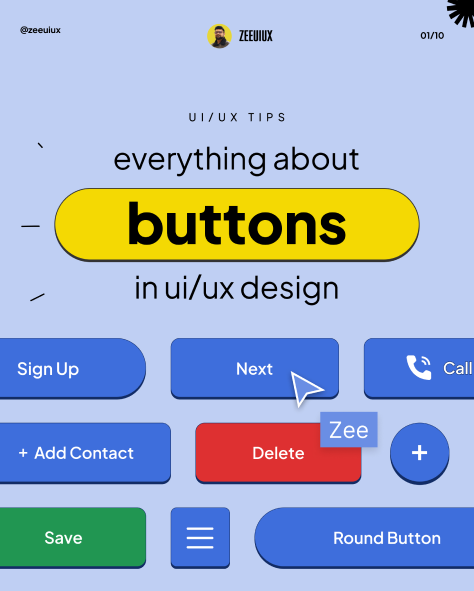 @zeeuiux
ZEEUIUX
01/10
UI/UX TIPS
everything about
buttons
in ui/ux design
Sign Up
Next
Call
+ Add Contact
Delete
Zee
+
Save
Round Button